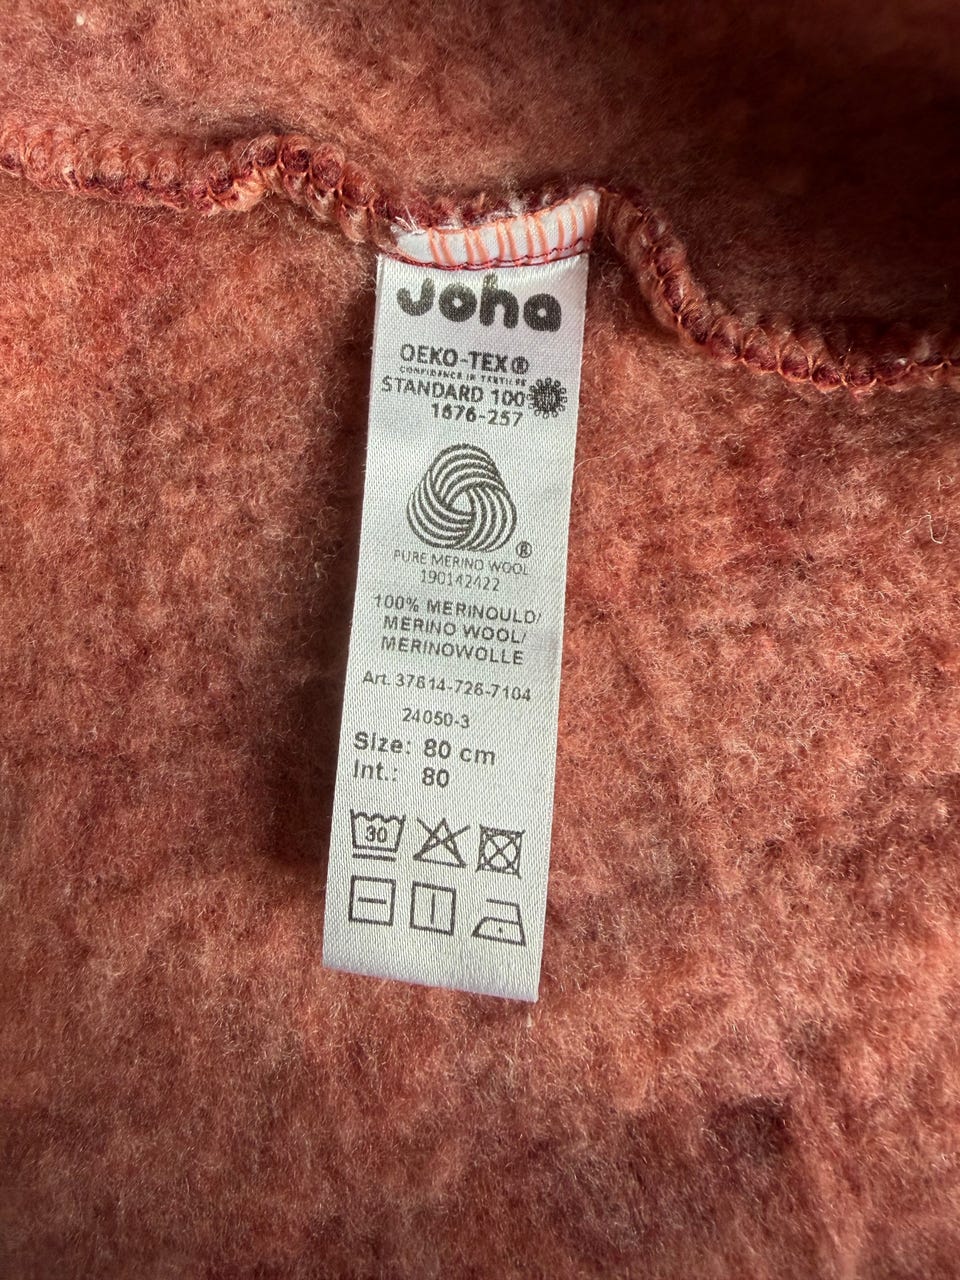 Joha
OEKO-TEX®
CONFIDENCE IN TEXTILES
STANDARD 100
1676-257
®
PURE MERINO WOOL
190142422
100% MERINOULD/
MERINO WOOL/
MERINOWOLLE
Art. 37814-726-7104
24050-3
Size: 80 cm
Int.: 80
30